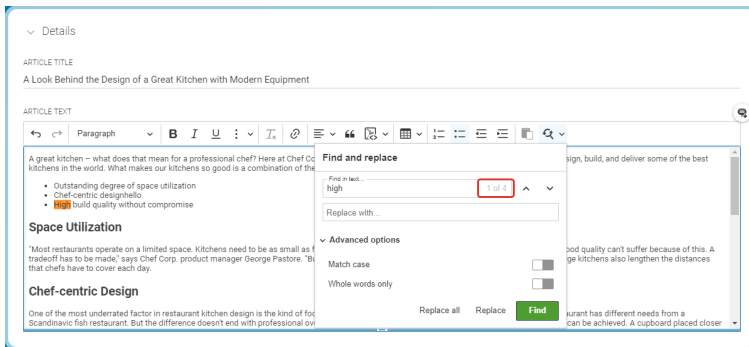 Details
ARTICLE TITLE
A Look Behind the Design of a Great Kitchen with Modern Equipment
ARTICLE TEXT
Paragraph
B I U Tx
A great kitchen – what does that mean for a professional chef? Here at Chef Co
sign, build, and deliver some of the best
kitchens in the world. What makes our kitchens so good is a combination of the
Outstanding degree of space utilization
Chef-centric designhello
High build quality without compromise
Space Utilization
"Most restaurants operate on a limited space. Kitchens need to be as small as f
ood quality can't suffer because of this. A
tradeoff has to be made," says Chef Corp. product manager George Pastore. "Bu
ge kitchens also lengthen the distances
that chefs have to cover each day.
Chef-centric Design
One of the most underrated factor in restaurant kitchen design is the kind of foo
urant has different needs from a
Scandinavic fish restaurant. But the difference doesn't end with professional ov
can be achieved. A cupboard placed closer
Find and replace
Find in text...
high
1 of 4
Replace with...
Advanced options
Match case
Whole words only
Replace all
Replace
Find